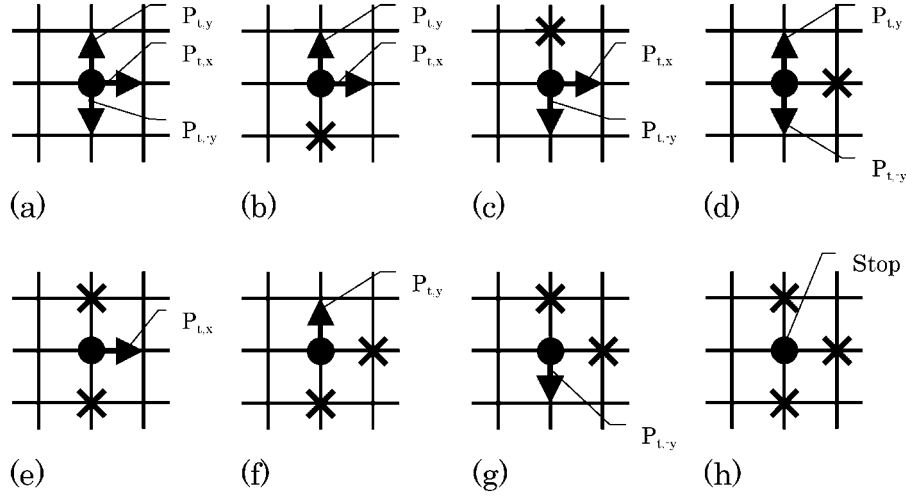 P_{t,y}
P_{t,x}
P_{t,-y}
(a)
P_{t,y}
P_{t,x}
(b)
P_{t,x}
P_{t,-y}
(c)
P_{t,y}
P_{t,-y}
(d)
P_{t,x}
(e)
P_{t,y}
(f)
P_{t,-y}
(g)
Stop
(h)